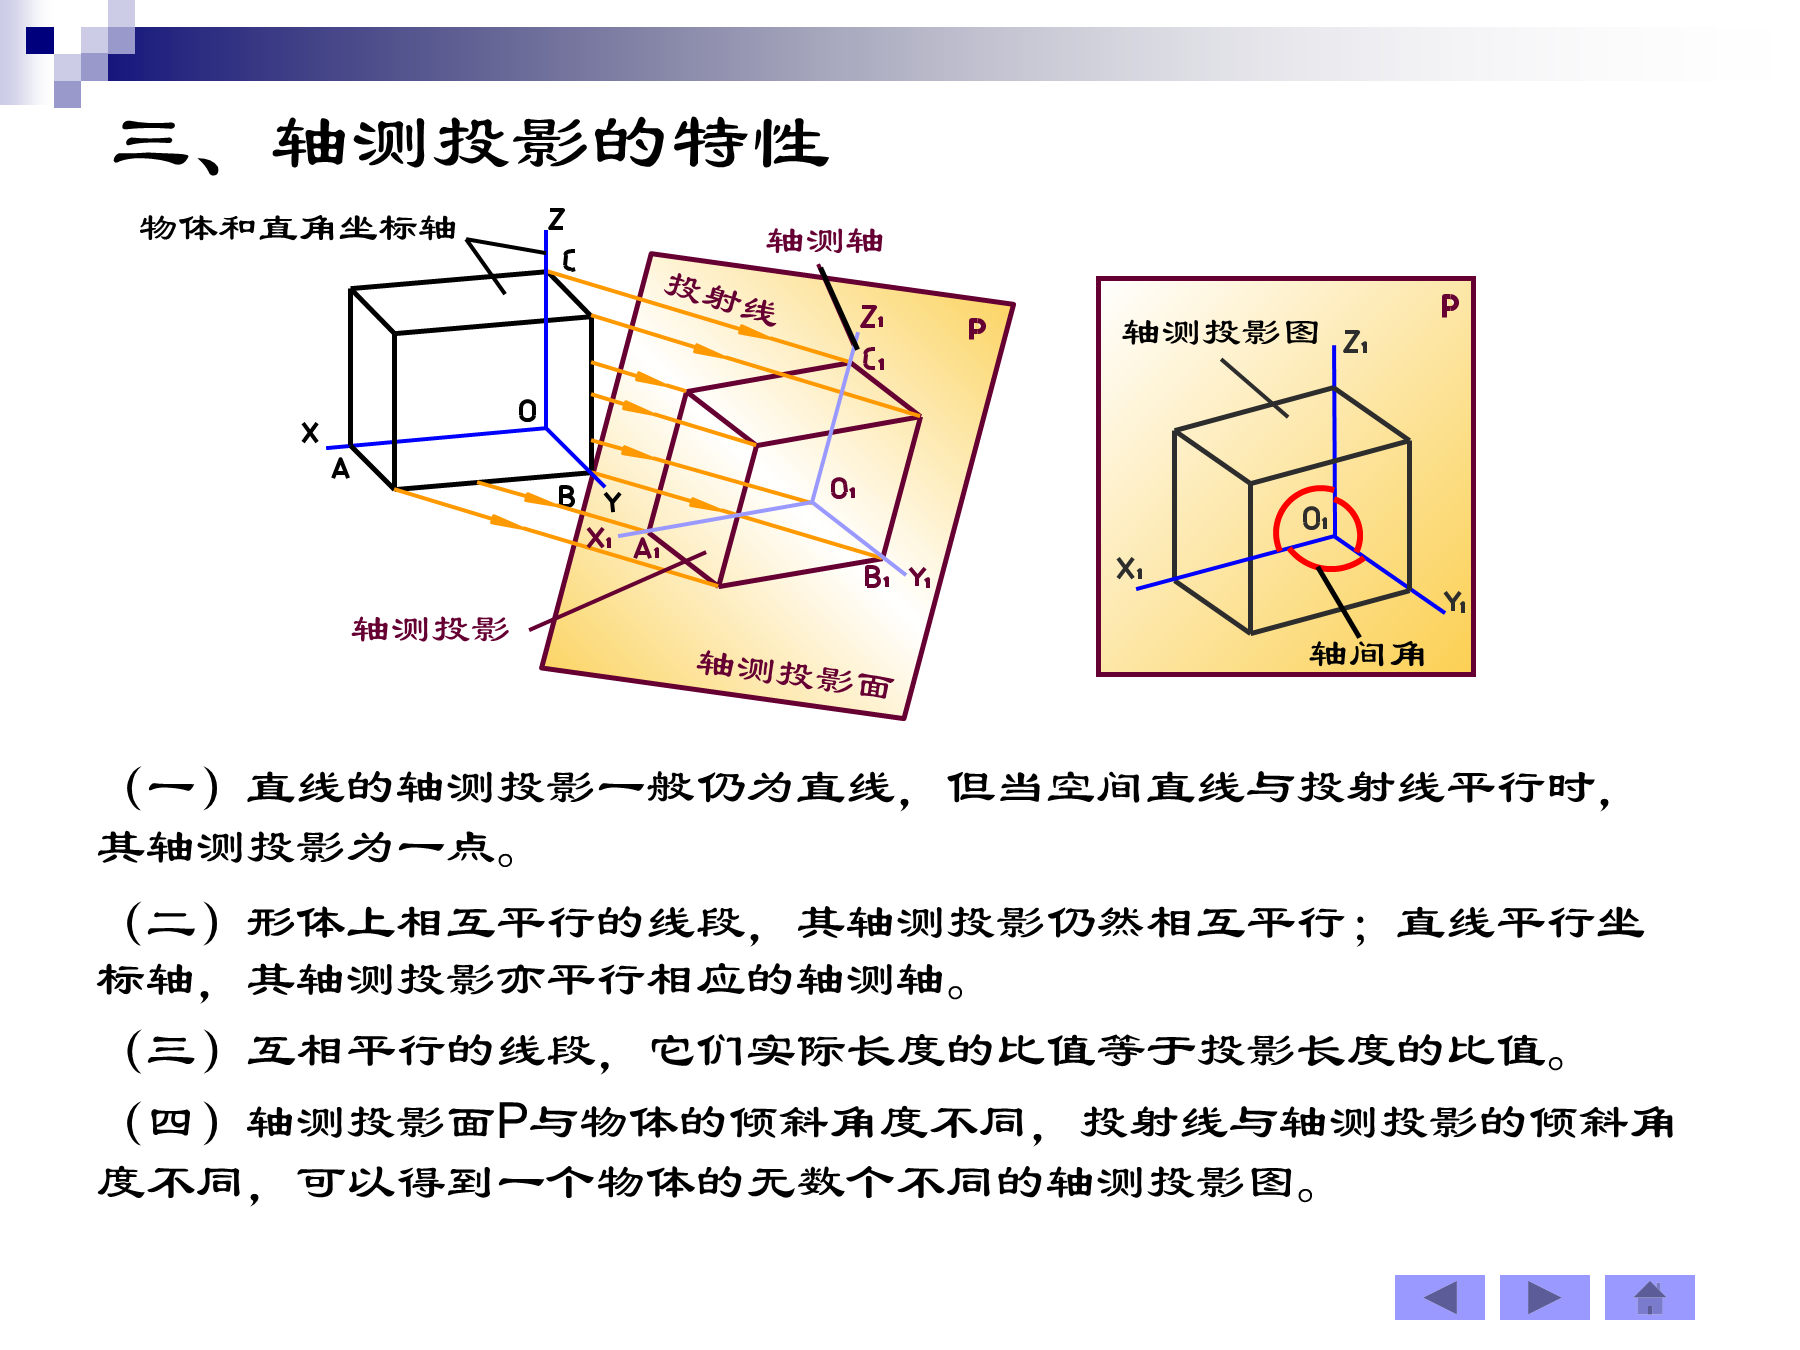 三、轴测投影的特性
物体和直角坐标轴
Z
C
轴测轴
投射线
Z₁
P
C₁
O
X
A
B
Y
O₁
X₁
A₁
B₁
Y₁
轴测投影
轴测投影面
P
轴测投影图
Z₁
O₁
X₁
Y₁
轴间角
（一）直线的轴测投影一般仍为直线，但当空间直线与投射线平行时，
其轴测投影为一点。
（二）形体上相互平行的线段，其轴测投影仍然相互平行；直线平行坐
标轴，其轴测投影亦平行相应的轴测轴。
（三）互相平行的线段，它们实际长度的比值等于投影长度的比值。
（四）轴测投影面P与物体的倾斜角度不同，投射线与轴测投影的倾斜角
度不同，可以得到一个物体的无数个不同的轴测投影图。